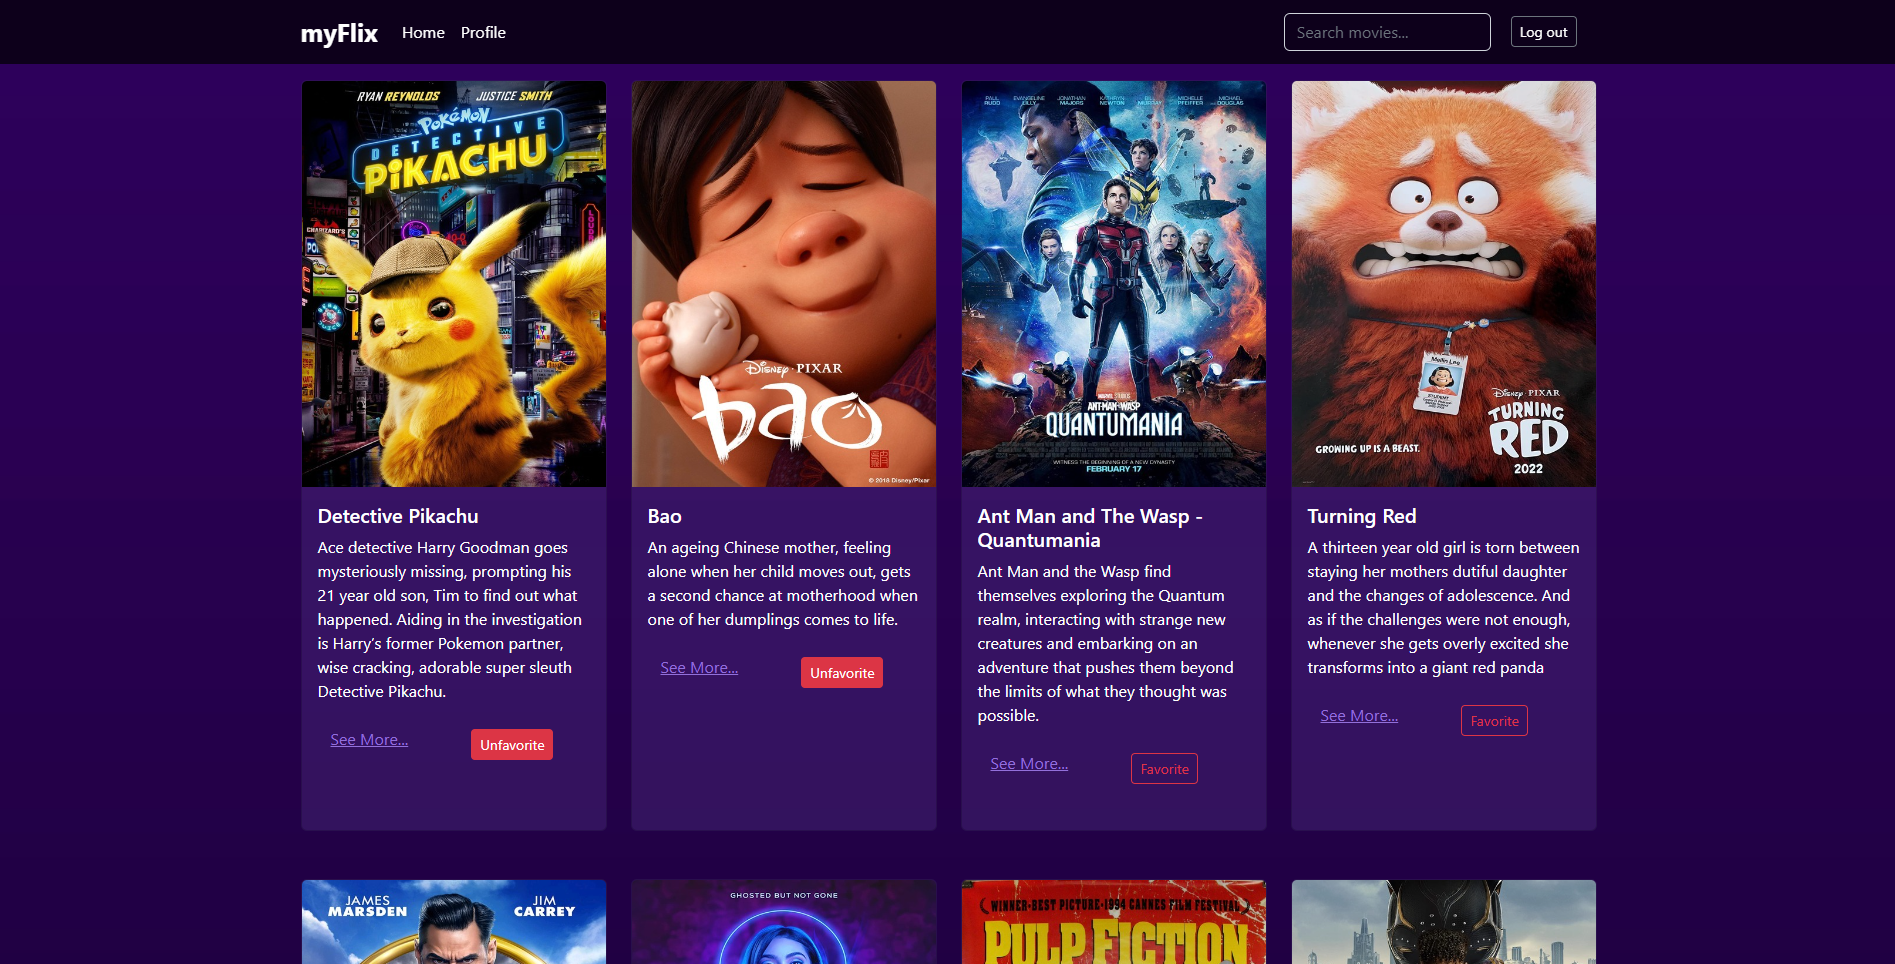 myFlix
Home
Profile
Search movies...
Log out
RYAN REYNOLDS
JUSTICE SMITH
POKÉMON
DETECTIVE
PIKACHU
CHARIZARD'S
DISNEY · PIXAR
bao
© 2018 Disney/Pixar
PAUL RUDD
EVANGELINE LILLY
JONATHAN MAJORS
KATHRYN NEWTON
BILL MURRAY
MICHELLE PFEIFFER
MICHAEL DOUGLAS
MARVEL STUDIOS
ANT-MAN AND THE WASP
QUANTUMANIA
WITNESS THE BEGINNING OF A NEW DYNASTY
FEBRUARY 17
Meilin Lee
STUDENT
DISNEY · PIXAR
TURNING
RED
GROWING UP IS A BEAST.
2022
Detective Pikachu
Ace detective Harry Goodman goes
mysteriously missing, prompting his
21 year old son, Tim to find out what
happened. Aiding in the investigation
is Harry’s former Pokemon partner,
wise cracking, adorable super sleuth
Detective Pikachu.
See More...
Unfavorite
Bao
An ageing Chinese mother, feeling
alone when her child moves out, gets
a second chance at motherhood when
one of her dumplings comes to life.
See More...
Unfavorite
Ant Man and The Wasp -
Quantumania
Ant Man and the Wasp find
themselves exploring the Quantum
realm, interacting with strange new
creatures and embarking on an
adventure that pushes them beyond
the limits of what they thought was
possible.
See More...
Favorite
Turning Red
A thirteen year old girl is torn between
staying her mothers dutiful daughter
and the changes of adolescence. And
as if the challenges were not enough,
whenever she gets overly excited she
transforms into a giant red panda
See More...
Favorite
JAMES
MARSDEN
JIM
CARREY
GHOSTED BUT NOT GONE
WINNER-BEST PICTURE-1994 CANNES FILM FESTIVAL
PULP FICTION